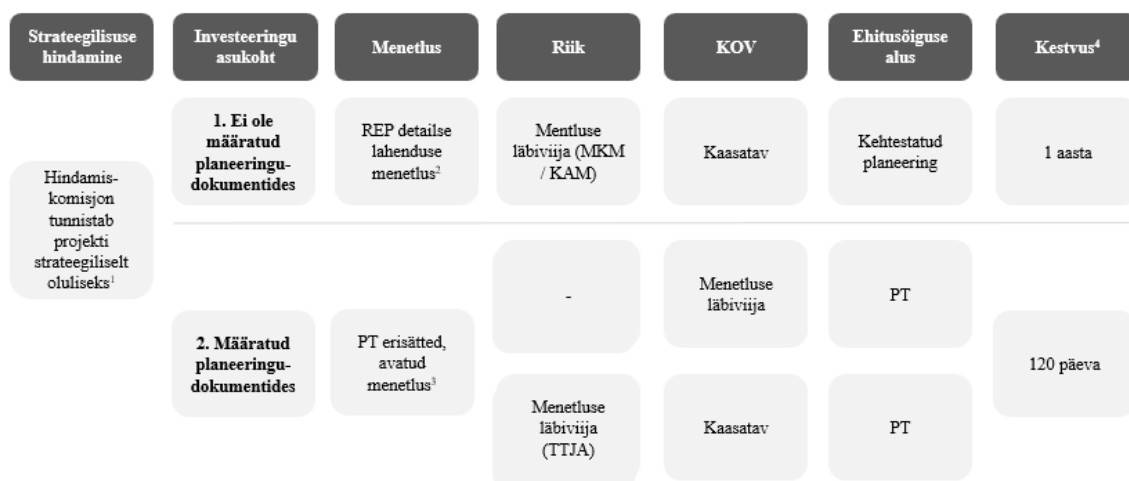 Strateegilisuse
hindamine
Investeeringu
asukoht
Menetlus
Riik
KOV
Ehitusõiguse
alus
Kestvus⁴
Hindamis-
komisjon
tunnistab
projekti
strateegiliselt
oluliseks¹
1. Ei ole
määratud
planeeringu-
dokumentides
REP detailse
lahenduse
menetlus²
Mentluse
läbiviija (MKM
/ KAM)
Kaasatav
Kehtestatud
planeering
1 aasta
2. Määratud
planeeringu-
dokumentides
PT erisätted,
avatud
menetlus³
-
Menetluse
läbiviija
PT
120 päeva
Menetluse
läbiviija
(TTJA)
Kaasatav
PT